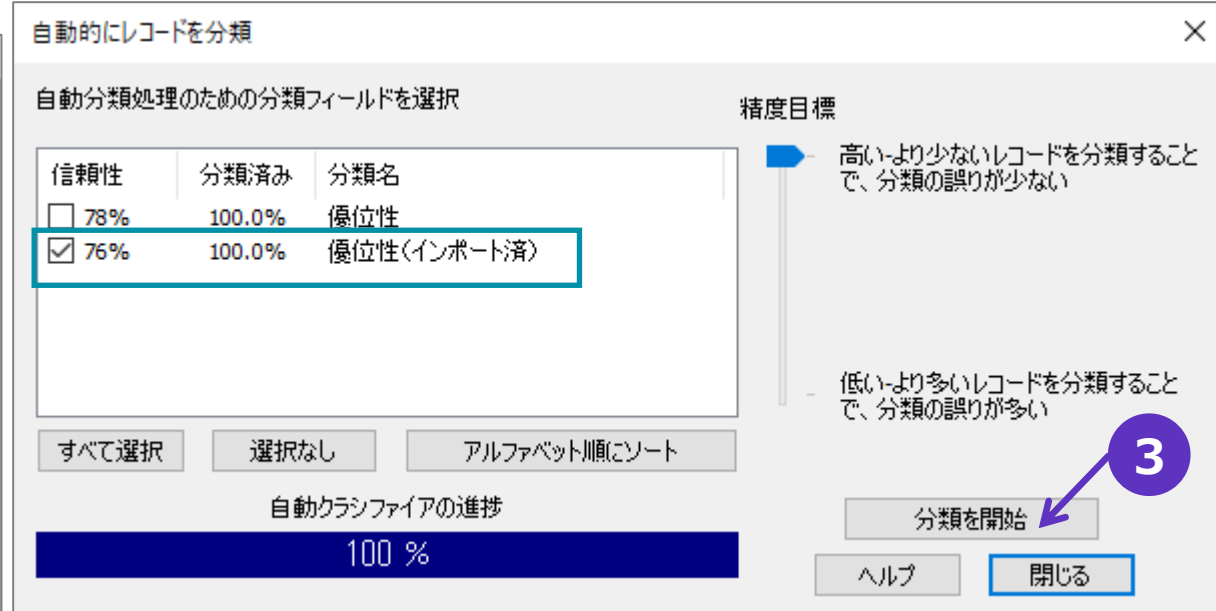 自動的にレコードを分類
自動分類処理のための分類フィールドを選択
精度目標
信頼性 分類済み 分類名
78% 100.0% 優位性
76% 100.0% 優位性(インポート済)
高い-より少ないレコードを分類すること
で、分類の誤りが少ない
低い-より多いレコードを分類すること
で、分類の誤りが多い
すべて選択 選択なし アルファベット順にソート
3
自動クラシファイアの進捗
100 %
分類を開始
ヘルプ 閉じる